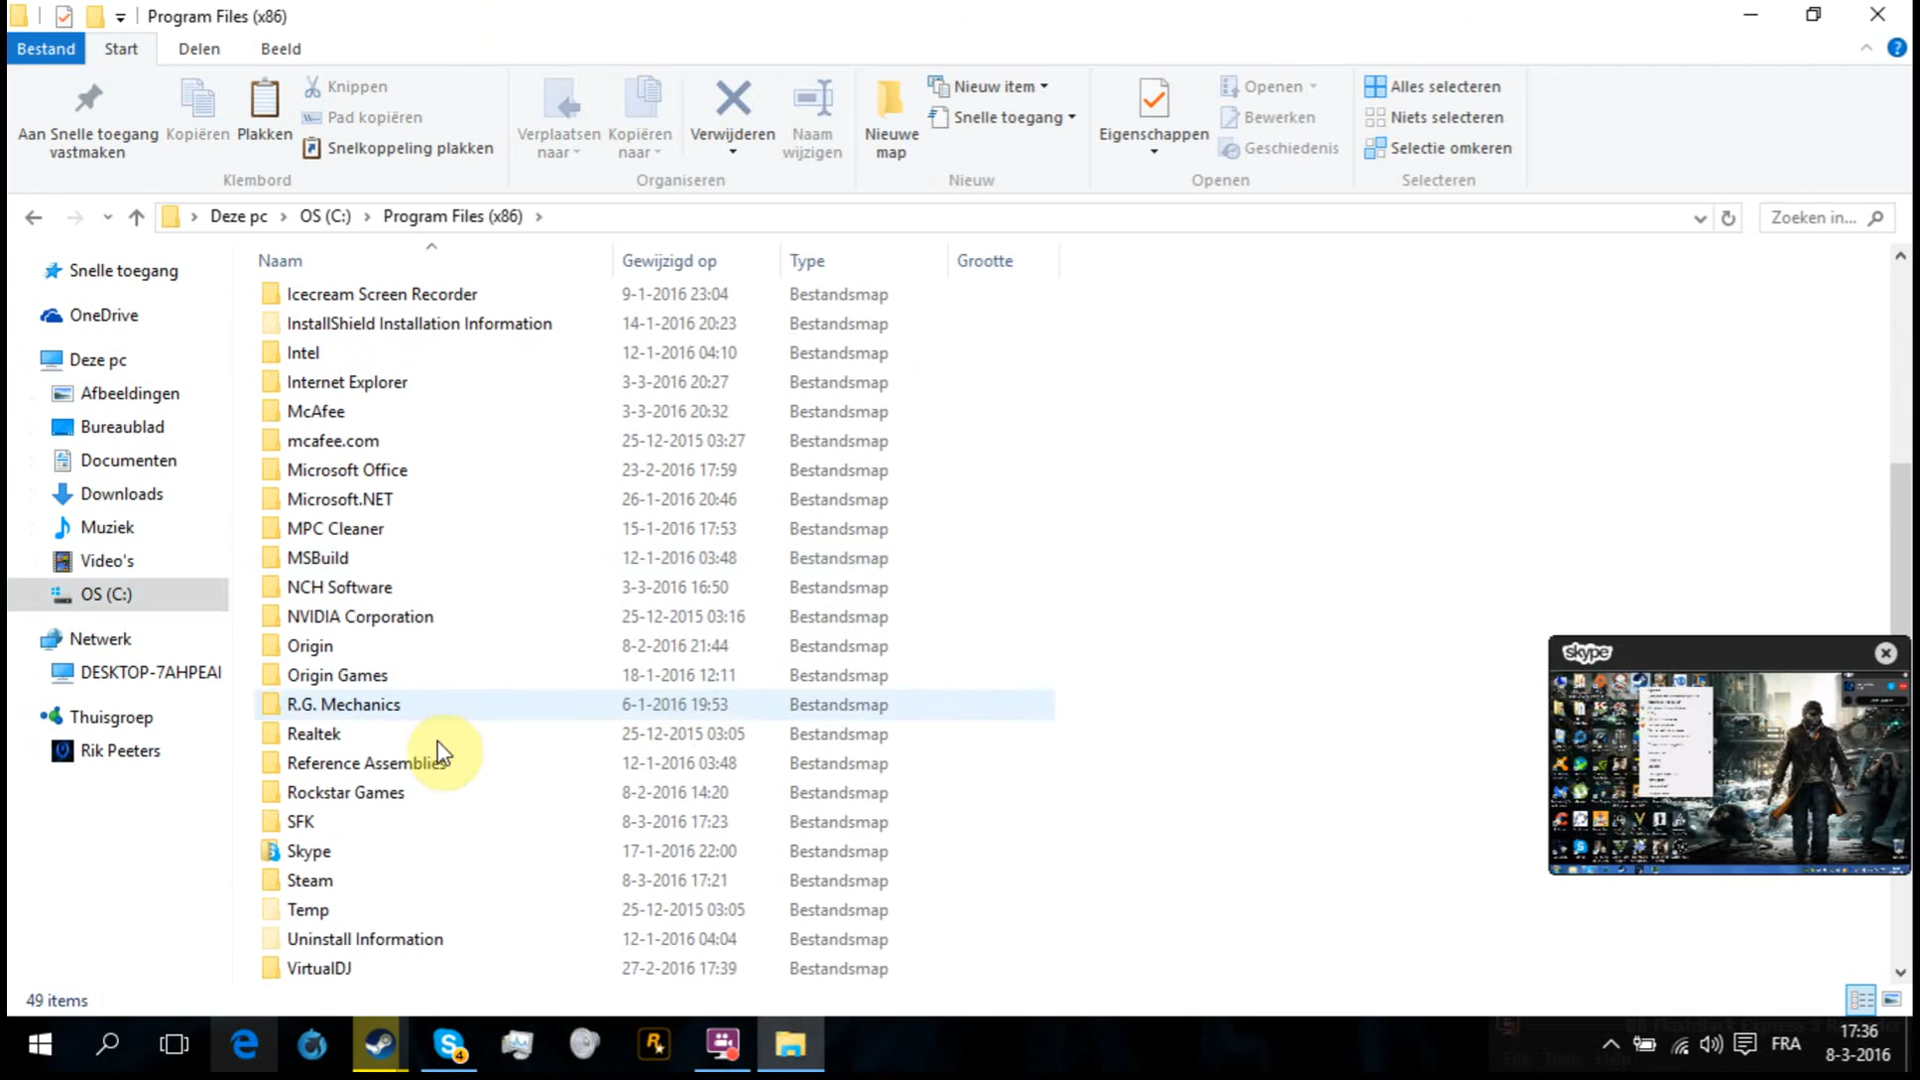 Program Files (x86)
Bestand Start Delen Beeld
Aan Snelle toegang vastmaken
Kopiëren
Plakken
Knippen
Pad kopiëren
Snelkoppeling plakken
Klembord
Verplaatsen naar
Kopiëren naar
Verwijderen
Naam wijzigen
Organiseren
Nieuwe map
Nieuw item
Snelle toegang
Nieuw
Eigenschappen
Openen
Bewerken
Geschiedenis
Openen
Alles selecteren
Niets selecteren
Selectie omkeren
Selecteren
Deze pc OS (C:) Program Files (x86)
Zoeken in...
Snelle toegang
OneDrive
Deze pc
Afbeeldingen
Bureaublad
Documenten
Downloads
Muziek
Video's
OS (C:)
Netwerk
DESKTOP-7AHPEAI
Thuisgroep
Rik Peeters
Naam Gewijzigd op Type Grootte
Icecream Screen Recorder 9-1-2016 23:04 Bestandsmap
InstallShield Installation Information 14-1-2016 20:23 Bestandsmap
Intel 12-1-2016 04:10 Bestandsmap
Internet Explorer 3-3-2016 20:27 Bestandsmap
McAfee 3-3-2016 20:32 Bestandsmap
mcafee.com 25-12-2015 03:27 Bestandsmap
Microsoft Office 23-2-2016 17:59 Bestandsmap
Microsoft.NET 26-1-2016 20:46 Bestandsmap
MPC Cleaner 15-1-2016 17:53 Bestandsmap
MSBuild 12-1-2016 03:48 Bestandsmap
NCH Software 3-3-2016 16:50 Bestandsmap
NVIDIA Corporation 25-12-2015 03:16 Bestandsmap
Origin 8-2-2016 21:44 Bestandsmap
Origin Games 18-1-2016 12:11 Bestandsmap
R.G. Mechanics 6-1-2016 19:53 Bestandsmap
Realtek 25-12-2015 03:05 Bestandsmap
Reference Assemblies 12-1-2016 03:48 Bestandsmap
Rockstar Games 8-2-2016 14:20 Bestandsmap
SFK 8-3-2016 17:23 Bestandsmap
Skype 17-1-2016 22:00 Bestandsmap
Steam 8-3-2016 17:21 Bestandsmap
Temp 25-12-2015 03:05 Bestandsmap
Uninstall Information 12-1-2016 04:04 Bestandsmap
VirtualDJ 27-2-2016 17:39 Bestandsmap
skype
49 items
4
FRA
17:36
8-3-2016